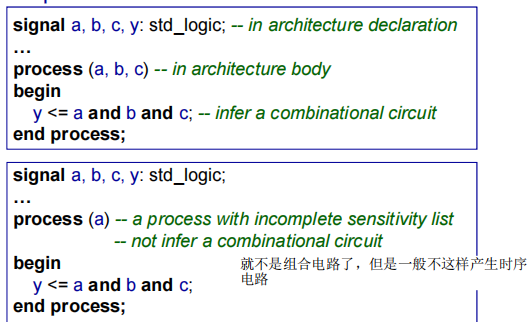 signal a, b, c, y: std_logic; -- in architecture declaration
…
process (a, b, c) -- in architecture body
begin
y <= a and b and c; -- infer a combinational circuit
end process;
signal a, b, c, y: std_logic;
…
process (a) -- a process with incomplete sensitivity list
-- not infer a combinational circuit
begin
就不是组合电路了，但是一般不这样产生时序
电路
y <= a and b and c;
end process;